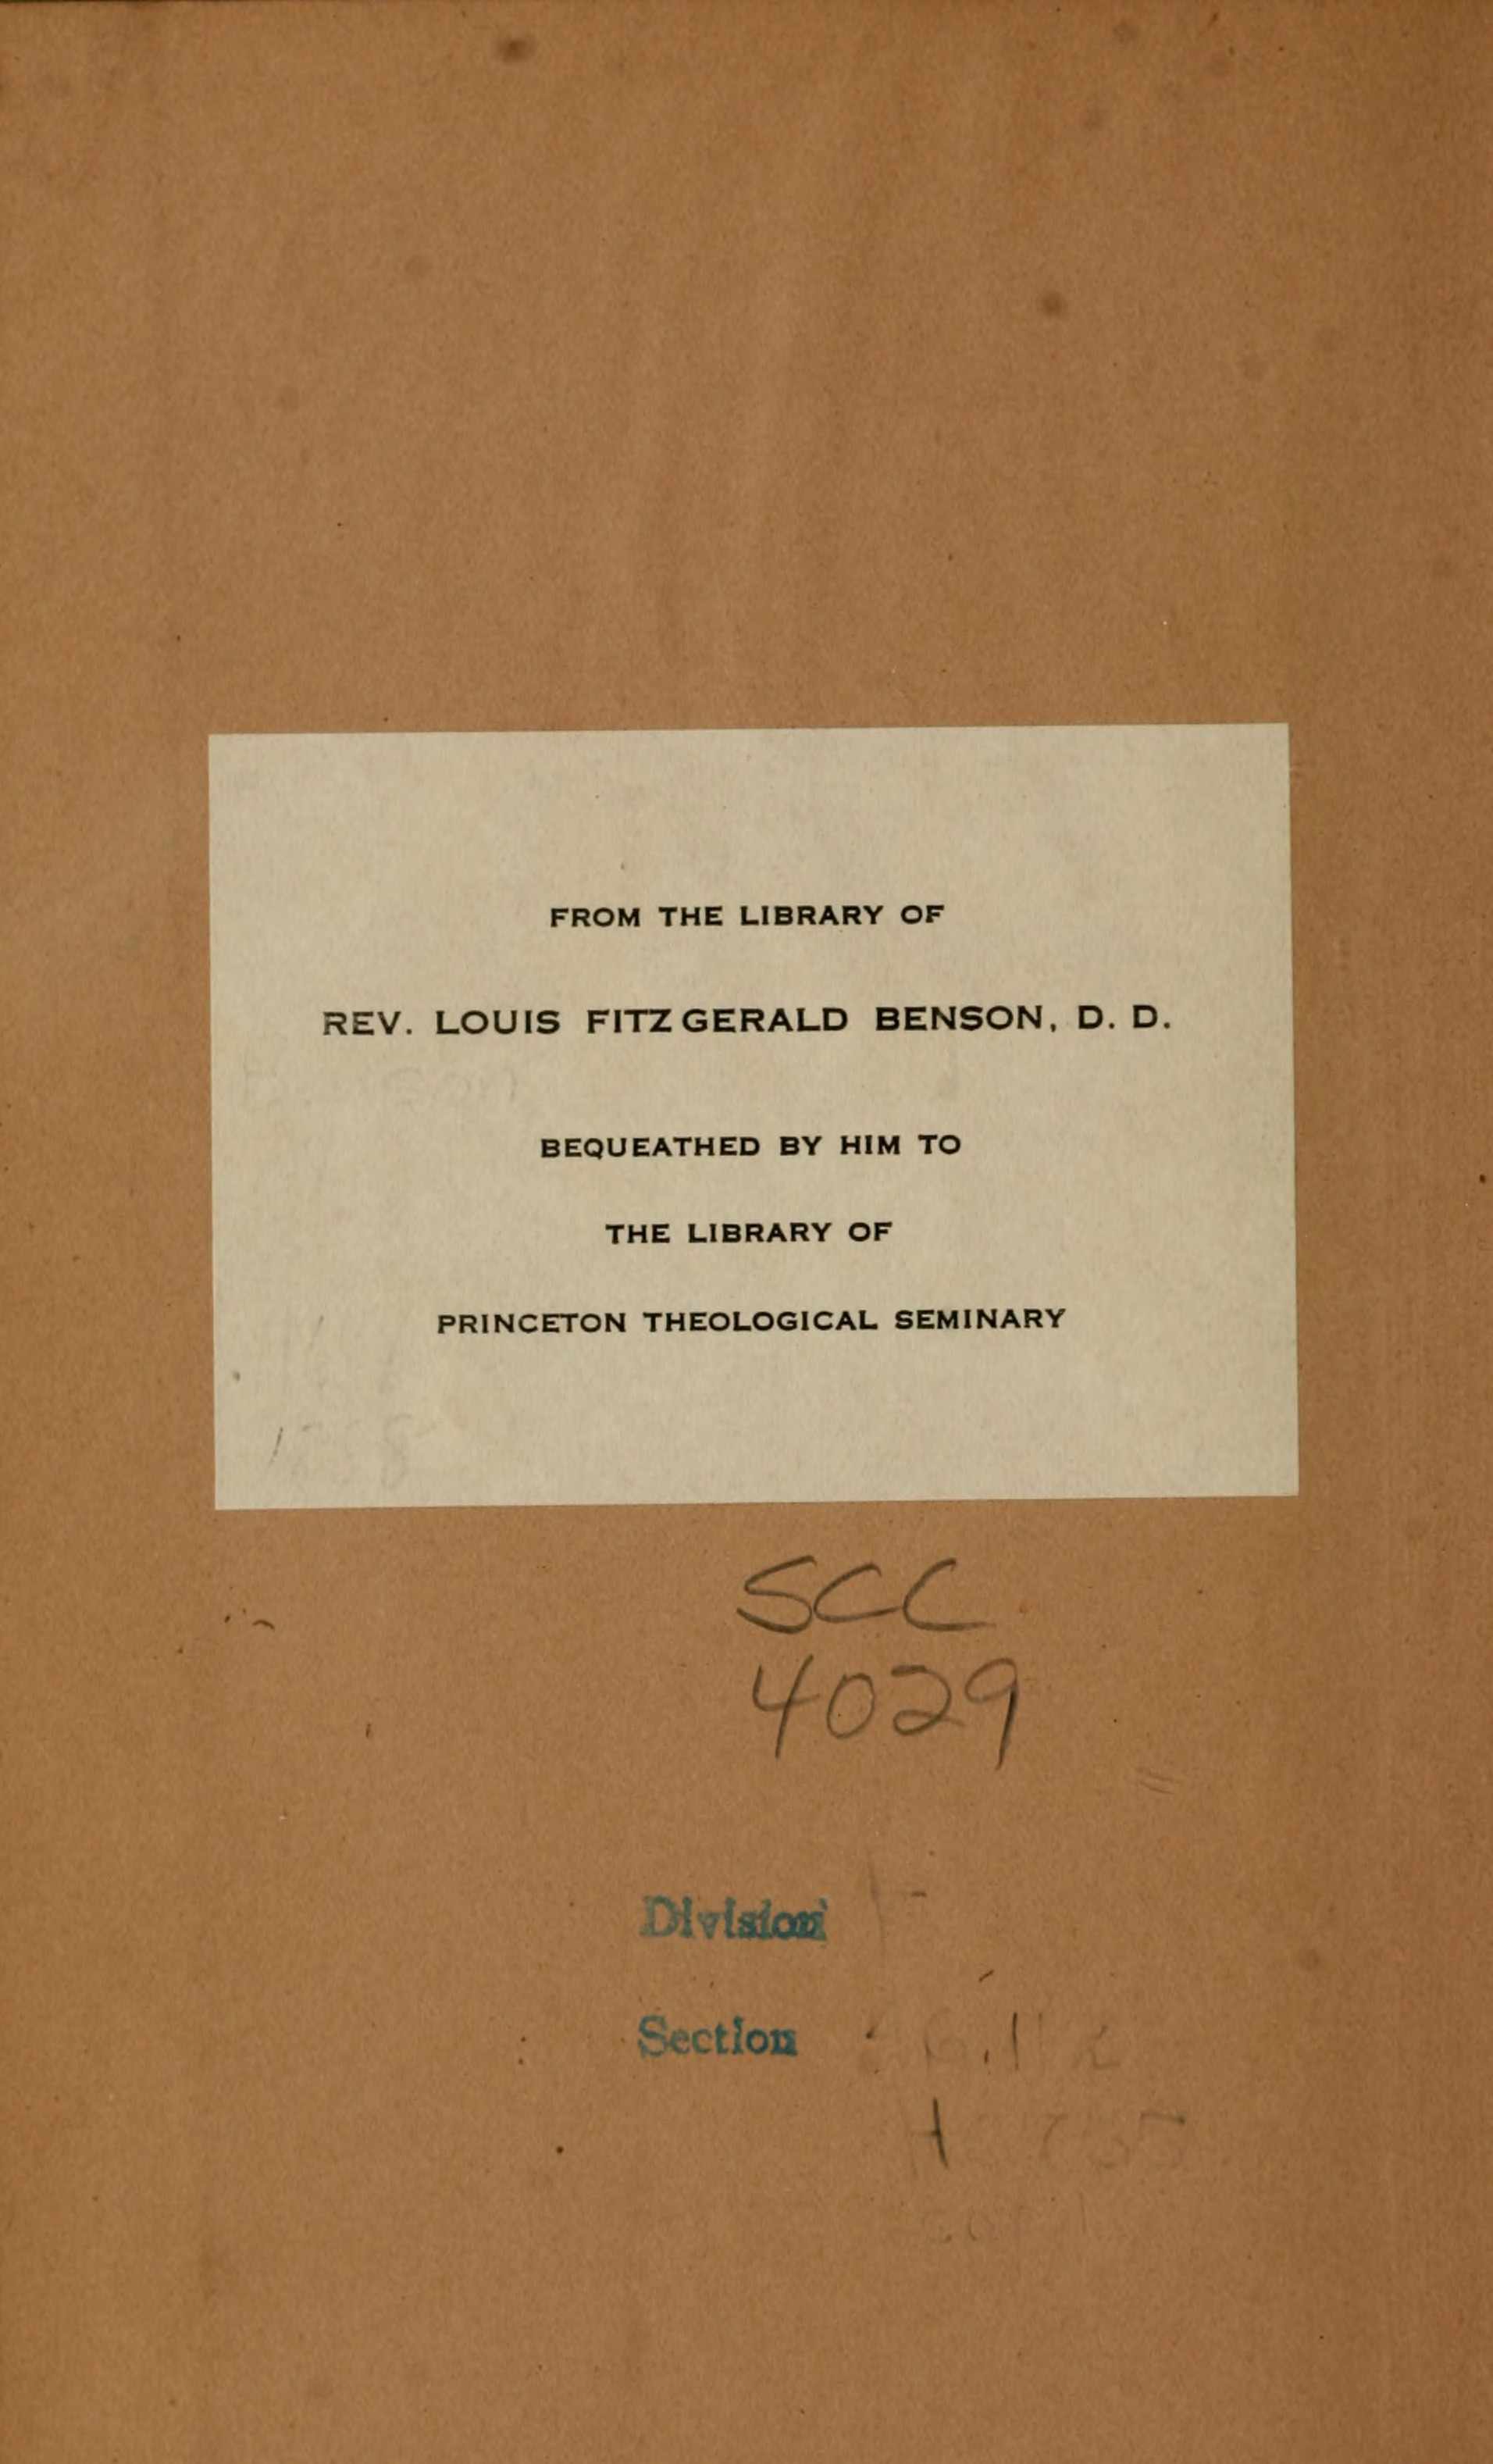 FROM THE LIBRARY OF
REV. LOUIS FITZGERALD BENSON, D. D.
BEQUEATHED BY HIM TO
THE LIBRARY OF
PRINCETON THEOLOGICAL SEMINARY
SCC
4029
Division
Section